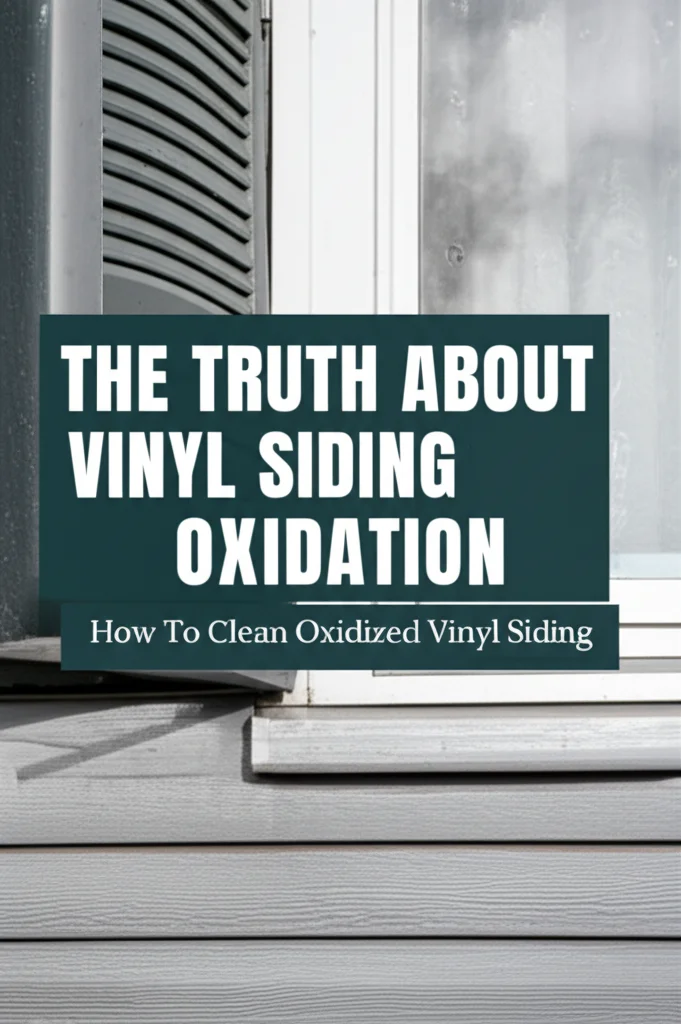 THE TRUTH ABOUT
VINYL SIDING
OXIDATION
How To Clean Oxidized Vinyl Siding